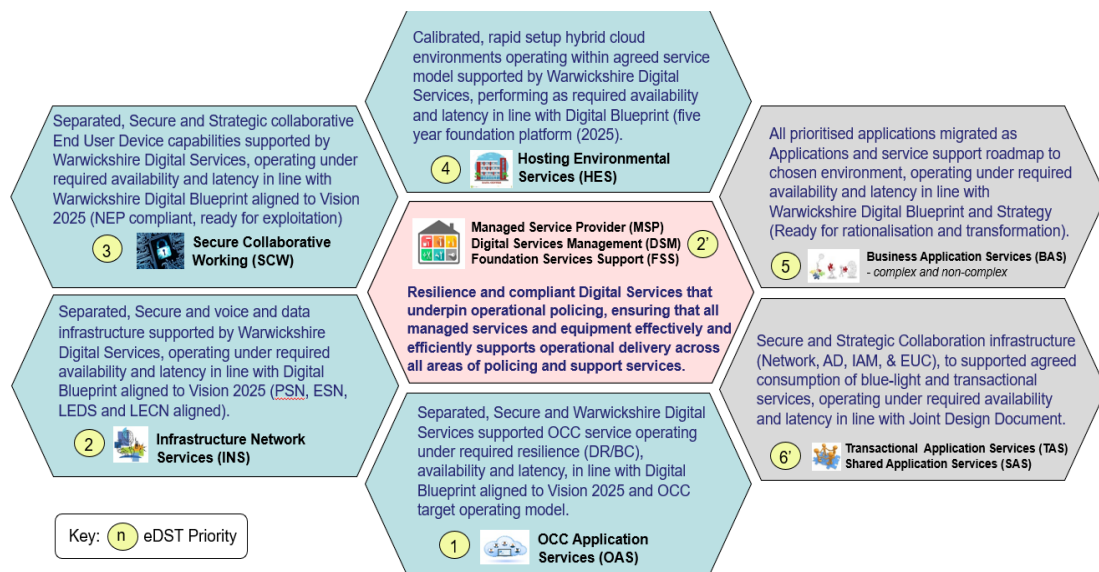 Calibrated, rapid setup hybrid cloud
environments operating within agreed service
model supported by Warwickshire Digital
Services, performing as required availability
and latency in line with Digital Blueprint (five
year foundation platform (2025).
4
Hosting Environmental
Services (HES)
Separated, Secure and Strategic collaborative
End User Device capabilities supported by
Warwickshire Digital Services, operating under
required availability and latency in line with
Warwickshire Digital Blueprint aligned to Vision
2025 (NEP compliant, ready for exploitation)
3
Secure Collaborative
Working (SCW)
All prioritised applications migrated as
Applications and service support roadmap to
chosen environment, operating under required
availability and latency in line with
Warwickshire Digital Blueprint and Strategy
(Ready for rationalisation and transformation).
5
Business Application Services (BAS)
- complex and non-complex
Managed Service Provider (MSP)
Digital Services Management (DSM)
Foundation Services Support (FSS)
2'
Resilience and compliant Digital Services that
underpin operational policing, ensuring that all
managed services and equipment effectively and
efficiently supports operational delivery across
all areas of policing and support services.
Separated, Secure and voice and data
infrastructure supported by Warwickshire
Digital Services, operating under required
availability and latency in line with Digital
Blueprint aligned to Vision 2025 (PSN, ESN,
LEDS and LECN aligned).
2
Infrastructure Network
Services (INS)
Secure and Strategic Collaboration infrastructure
(Network, AD, IAM, & EUC), to supported agreed
consumption of blue-light and transactional
services, operating under required availability
and latency in line with Joint Design Document.
6'
Transactional Application Services (TAS)
Shared Application Services (SAS)
Separated, Secure and Warwickshire Digital
Services supported OCC service operating
under required resilience (DR/BC),
availability and latency, in line with Digital
Blueprint aligned to Vision 2025 and OCC
target operating model.
1
OCC Application
Services (OAS)
Key: n eDST Priority